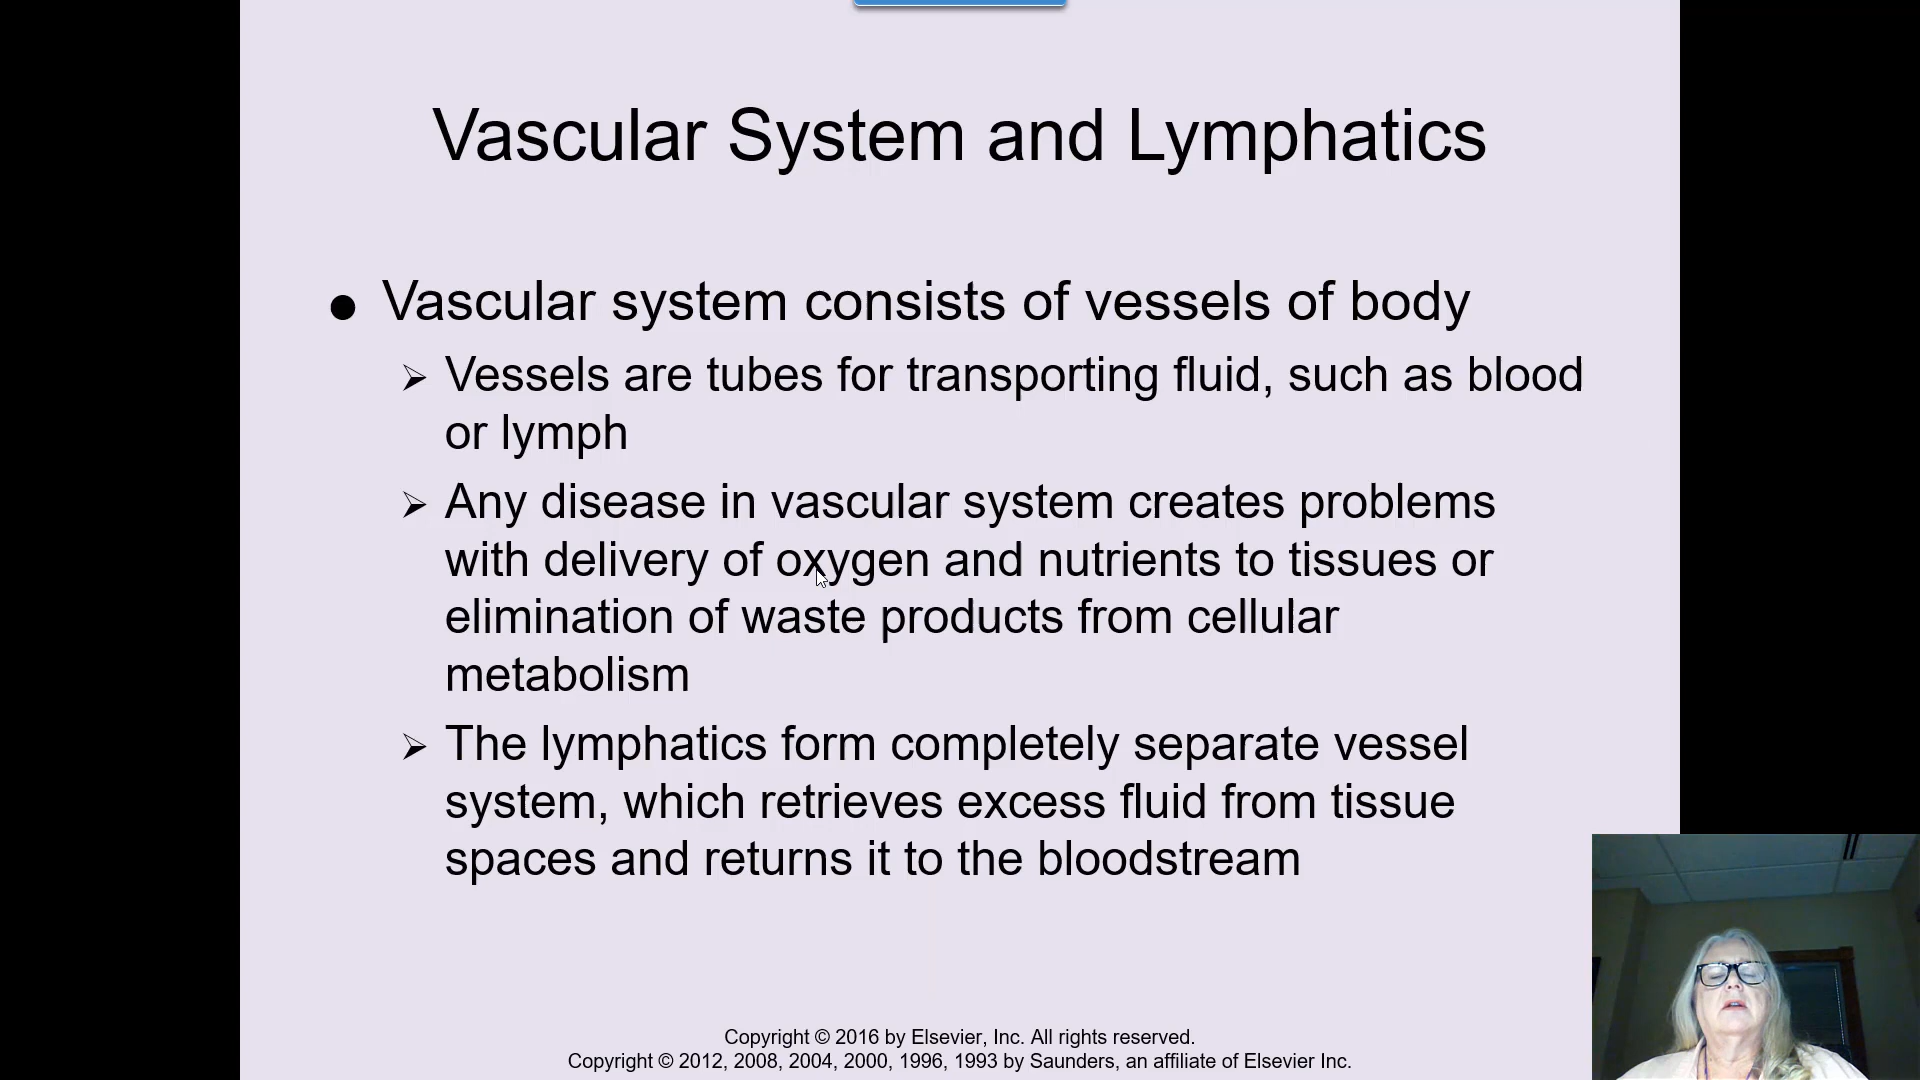 Vascular System and Lymphatics
● Vascular system consists of vessels of body
➢ Vessels are tubes for transporting fluid, such as blood
or lymph
➢ Any disease in vascular system creates problems
with delivery of oxygen and nutrients to tissues or
elimination of waste products from cellular
metabolism
➢ The lymphatics form completely separate vessel
system, which retrieves excess fluid from tissue
spaces and returns it to the bloodstream
Copyright © 2016 by Elsevier, Inc. All rights reserved.
Copyright © 2012, 2008, 2004, 2000, 1996, 1993 by Saunders, an affiliate of Elsevier Inc.